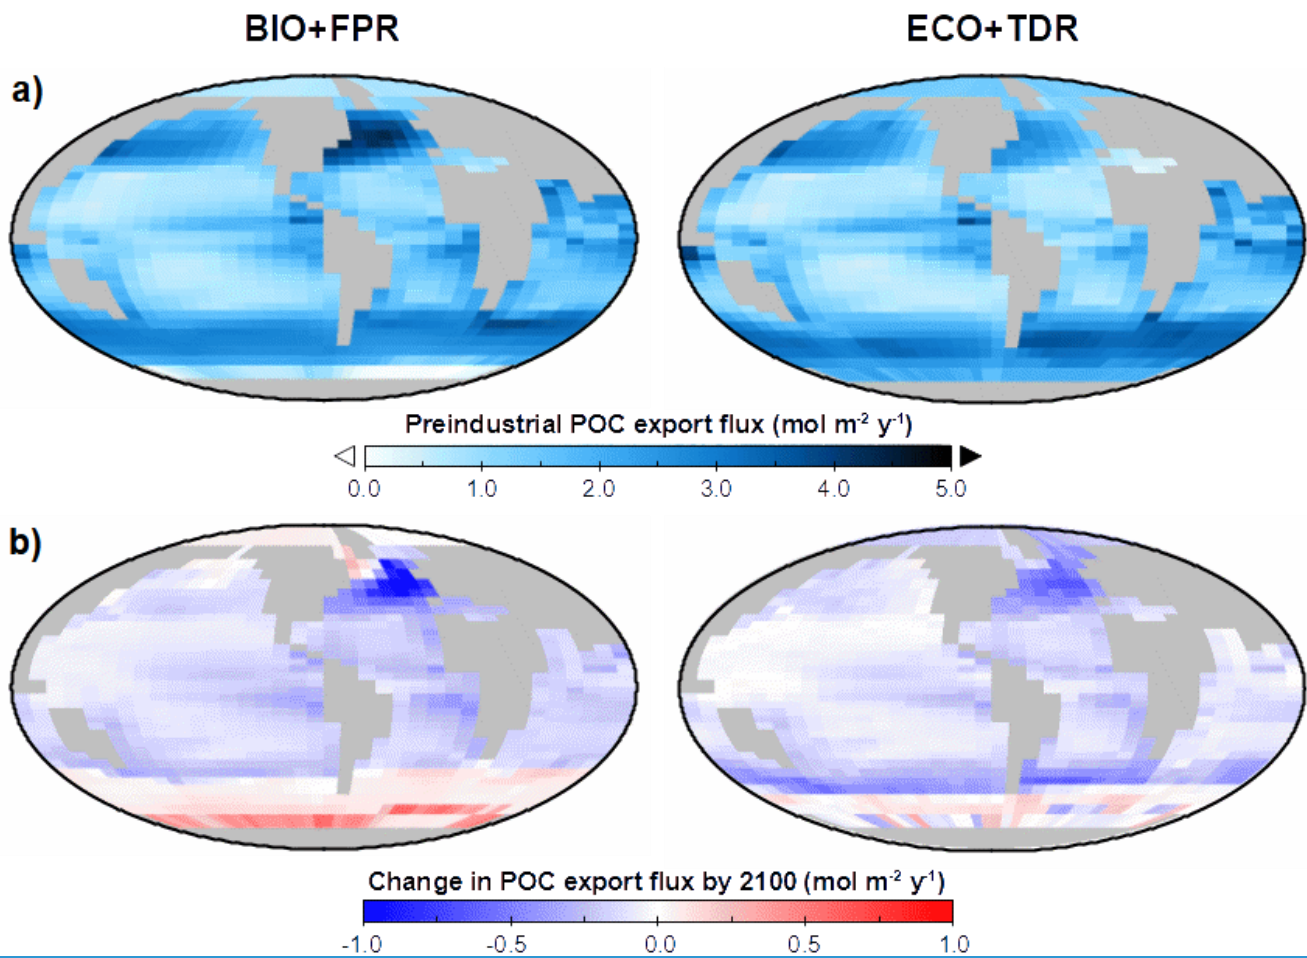 BIO+FPR ECO+TDR
a)
Preindustrial POC export flux (mol m⁻² y⁻¹)
0.0 1.0 2.0 3.0 4.0 5.0
b)
Change in POC export flux by 2100 (mol m⁻² y⁻¹)
-1.0 -0.5 0.0 0.5 1.0